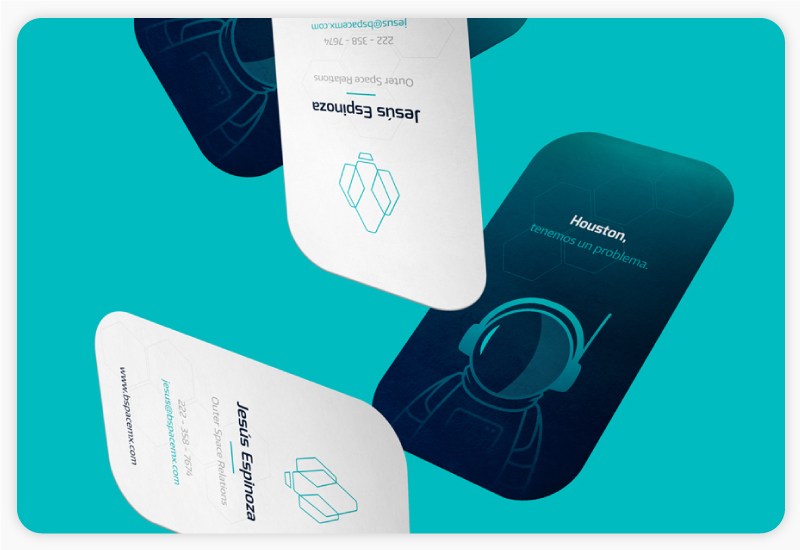 jesus@bspacemx.com
222 - 358 - 7674
Outer Space Relations
Jesús Espinoza
Houston,
tenemos un problema.
Jesús Espinoza
Outer Space Relations
222 - 358 - 7674
jesus@bspacemx.com
www.bspacemx.com